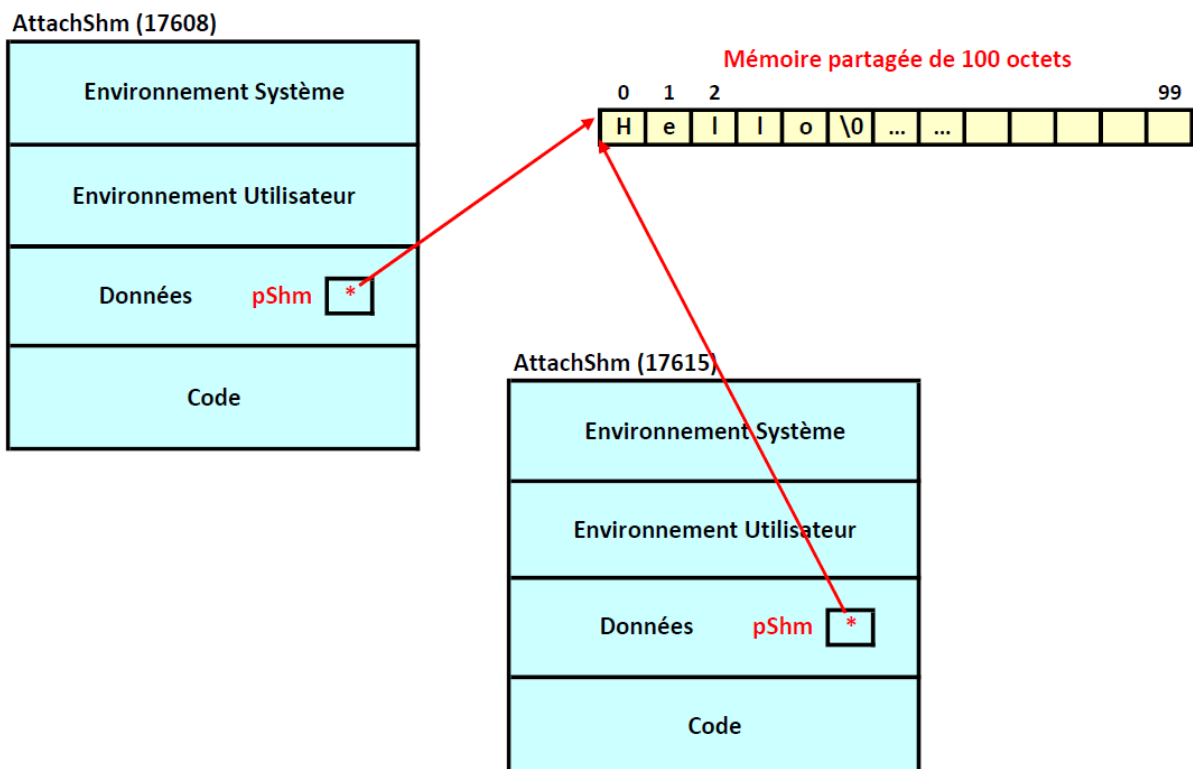 AttachShm (17608)
Environnement Système
Environnement Utilisateur
Données pShm *
Code
Mémoire partagée de 100 octets
0 1 2 99
H e l l o \0 ... ...
AttachShm (17615)
Environnement Système
Environnement Utilisateur
Données pShm *
Code